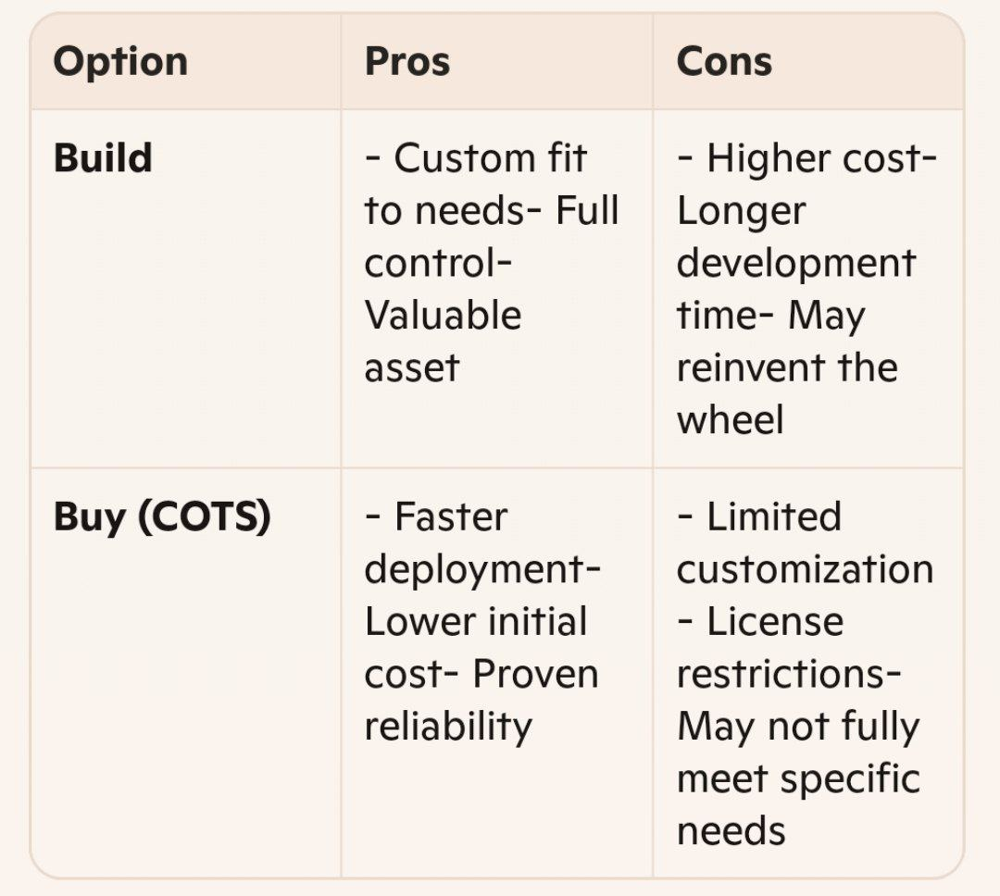 Option
Pros
Cons
Build
- Custom fit
to needs- Full
control-
Valuable
asset
- Higher cost-
Longer
development
time- May
reinvent the
wheel
Buy (COTS)
- Faster
deployment-
Lower initial
cost- Proven
reliability
- Limited
customization
- License
restrictions-
May not fully
meet specific
needs